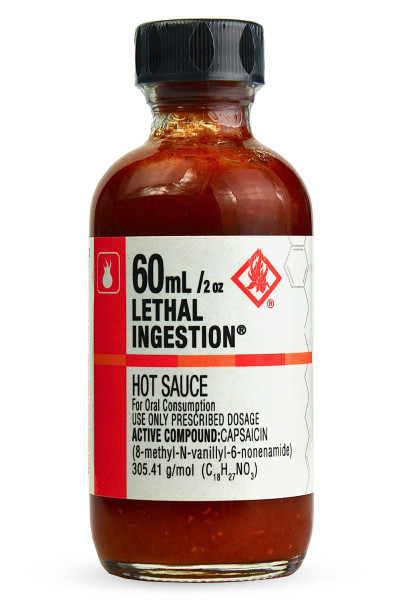 60mL /2 oz
LETHAL
INGESTION®
®
HOT SAUCE
For Oral Consumption
USE ONLY PRESCRIBED DOSAGE
ACTIVE COMPOUND:CAPSAICIN
(8-methyl-N-vanillyl-6-nonenamide)
305.41 g/mol (C₁₈H₂₇NO₃)